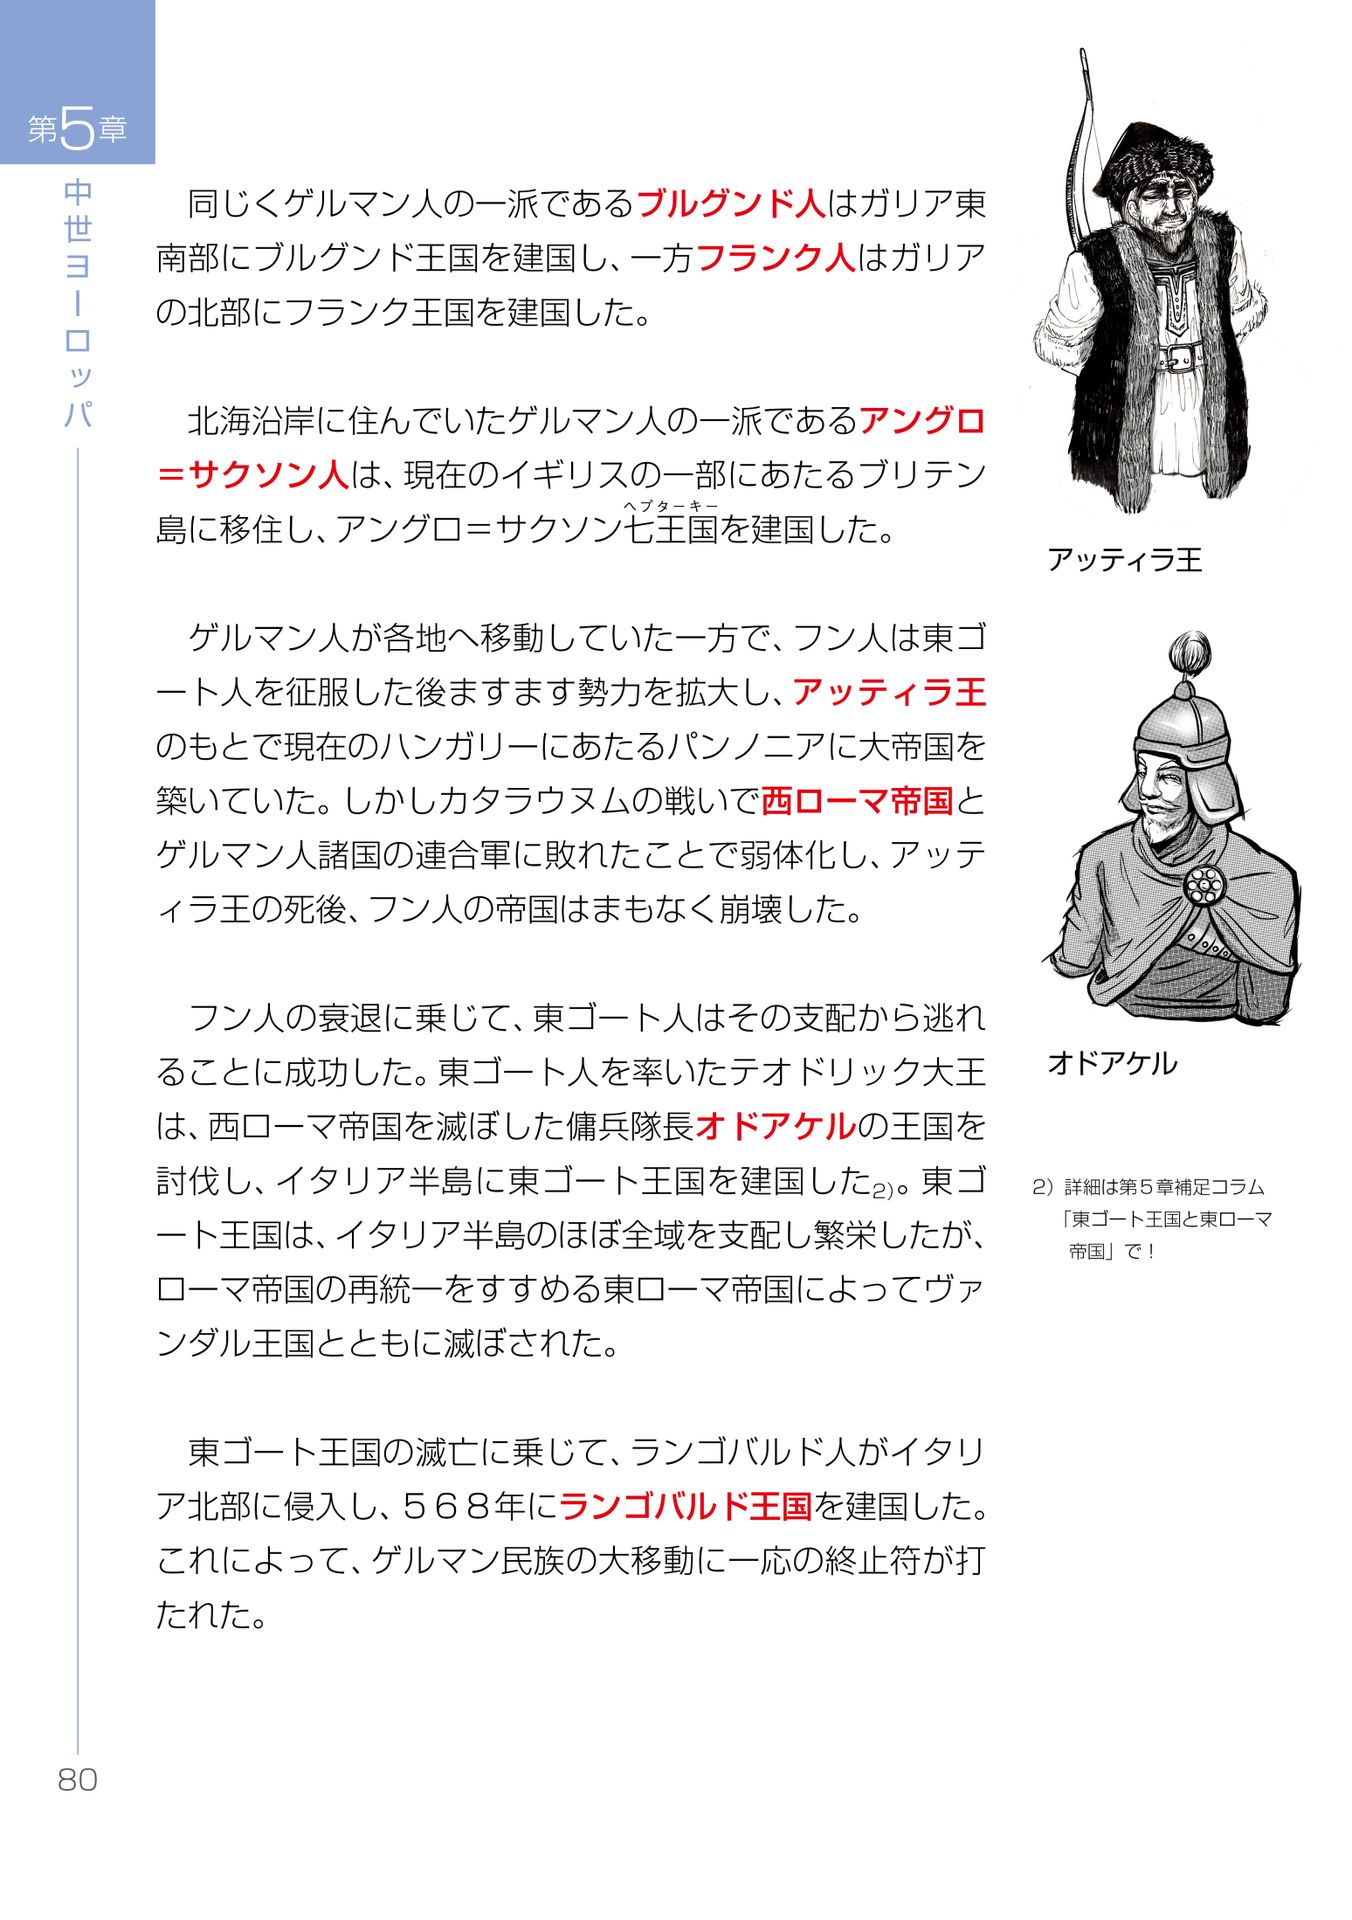 第5章
中世ヨーロッパ
同じくゲルマン人の一派であるブルグンド人はガリア東
南部にブルグンド王国を建国し、一方フランク人はガリア
の北部にフランク王国を建国した。
北海沿岸に住んでいたゲルマン人の一派であるアングロ
＝サクソン人は、現在のイギリスの一部にあたるブリテン
ヘプターキー
島に移住し、アングロ＝サクソン七王国を建国した。
ゲルマン人が各地へ移動していた一方で、フン人は東ゴ
ート人を征服した後ますます勢力を拡大し、アッティラ王
のもとで現在のハンガリーにあたるパンノニアに大帝国を
築いていた。しかしカタラウヌムの戦いで西ローマ帝国と
ゲルマン人諸国の連合軍に敗れたことで弱体化し、アッテ
ィラ王の死後、フン人の帝国はまもなく崩壊した。
フン人の衰退に乗じて、東ゴート人はその支配から逃れ
ることに成功した。東ゴート人を率いたテオドリック大王
は、西ローマ帝国を滅ぼした傭兵隊長オドアケルの王国を
討伐し、イタリア半島に東ゴート王国を建国した2)。東ゴ
ート王国は、イタリア半島のほぼ全域を支配し繁栄したが、
ローマ帝国の再統一をすすめる東ローマ帝国によってヴァ
ンダル王国とともに滅ぼされた。
東ゴート王国の滅亡に乗じて、ランゴバルド人がイタリ
ア北部に侵入し、５６８年にランゴバルド王国を建国した。
これによって、ゲルマン民族の大移動に一応の終止符が打
たれた。
アッティラ王
オドアケル
2）詳細は第５章補足コラム
「東ゴート王国と東ローマ
帝国」で！
80